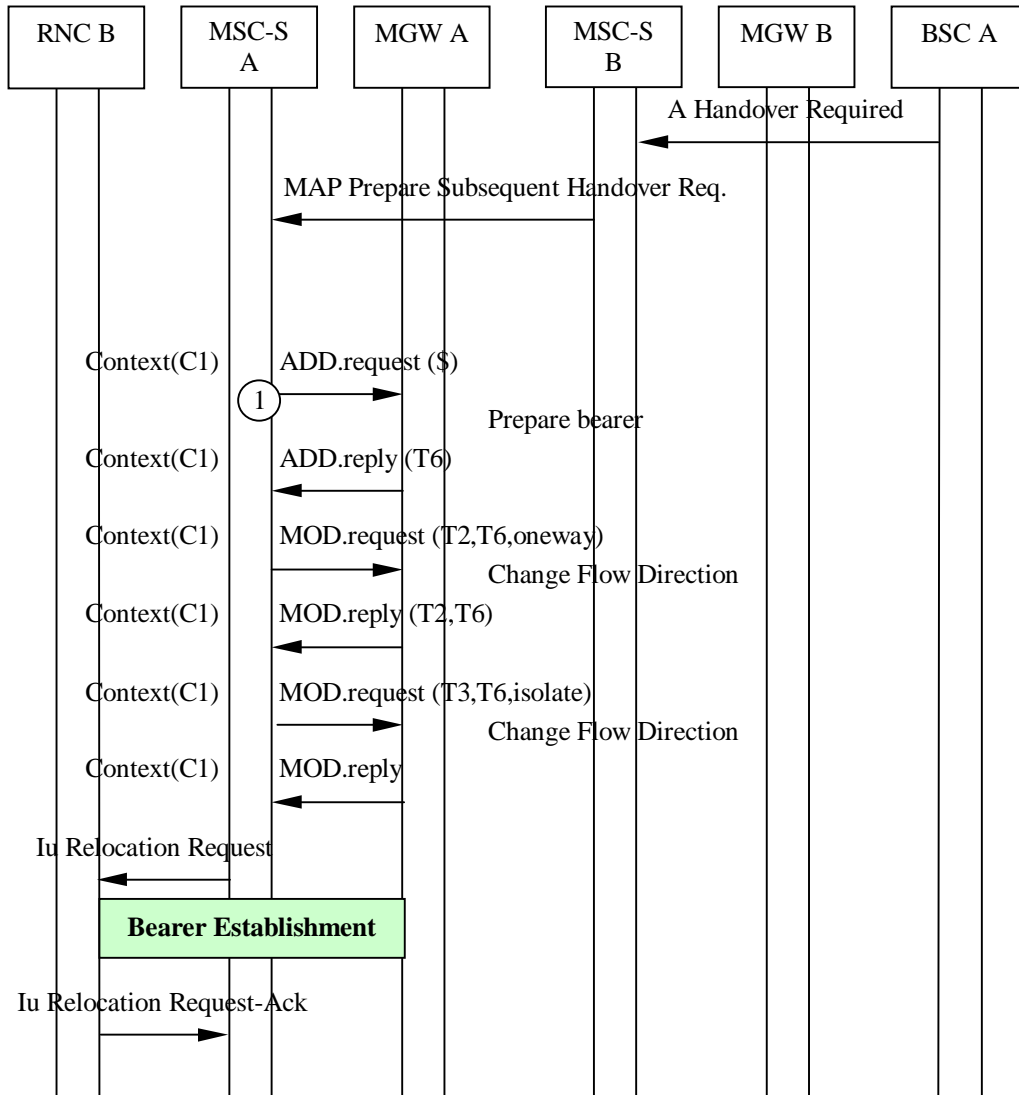 RNC B
MSC-S
A
MGW A
MSC-S
B
MGW B
BSC A
A Handover Required
MAP Prepare Subsequent Handover Req.
Context(C1)
ADD.request ($)
1
Prepare bearer
Context(C1)
ADD.reply (T6)
Context(C1)
MOD.request (T2,T6,oneway)
Change Flow Direction
Context(C1)
MOD.reply (T2,T6)
Context(C1)
MOD.request (T3,T6,isolate)
Change Flow Direction
Context(C1)
MOD.reply
Iu Relocation Request
Bearer Establishment
Iu Relocation Request-Ack